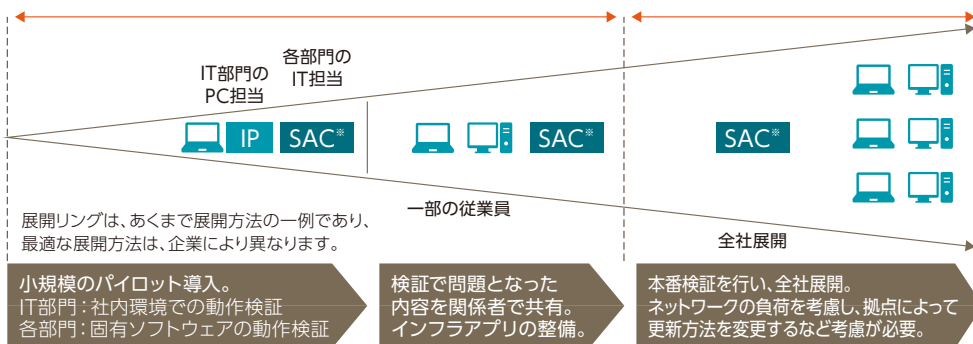 IT部門の
PC担当
各部門の
IT担当
IP
SAC※
SAC※
SAC※
一部の従業員
全社展開
展開リングは、あくまで展開方法の一例であり、
最適な展開方法は、企業により異なります。
小規模のパイロット導入。
IT部門：社内環境での動作検証
各部門：固有ソフトウェアの動作検証
検証で問題となった
内容を関係者で共有。
インフラアプリの整備。
本番検証を行い、全社展開。
ネットワークの負荷を考慮し、拠点によって
更新方法を変更するなど考慮が必要。